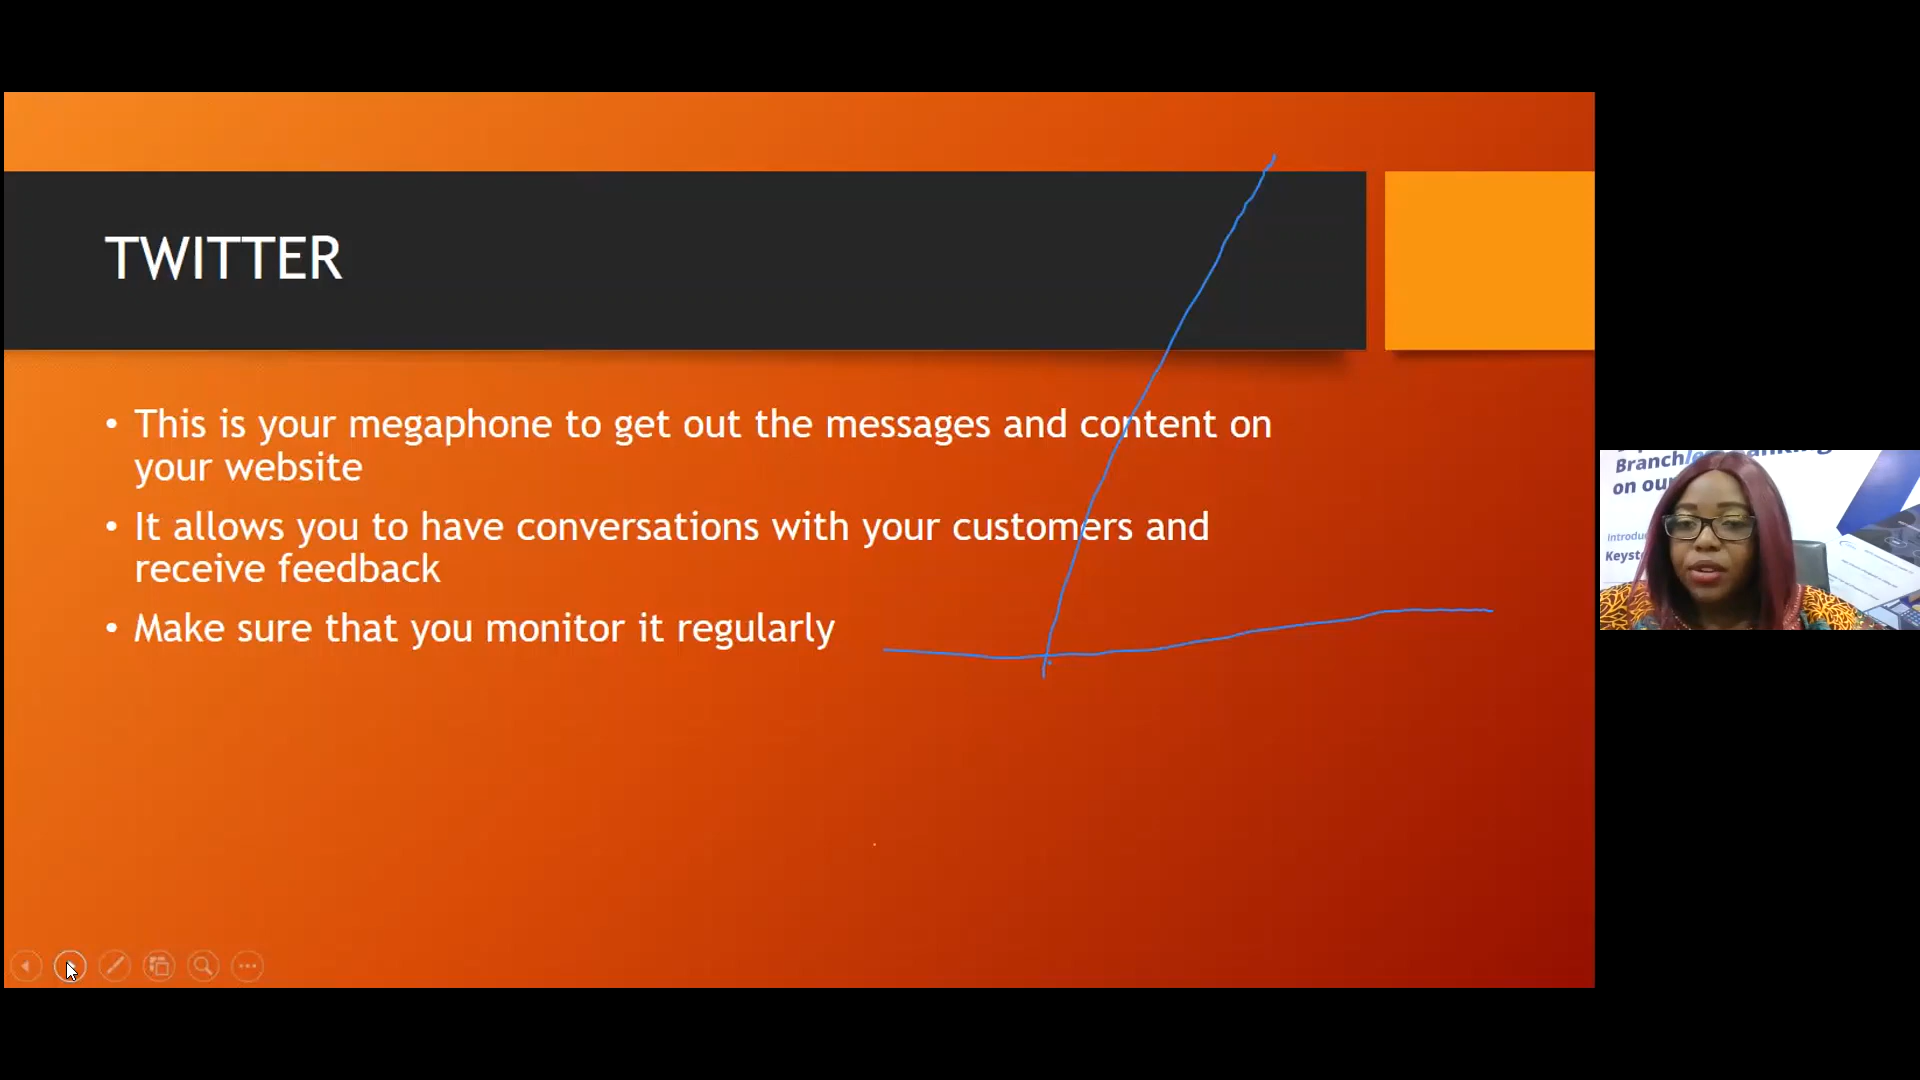 TWITTER
• This is your megaphone to get out the messages and content on
your website
• It allows you to have conversations with your customers and
receive feedback
• Make sure that you monitor it regularly
Branch
on our
introdu
Keyst